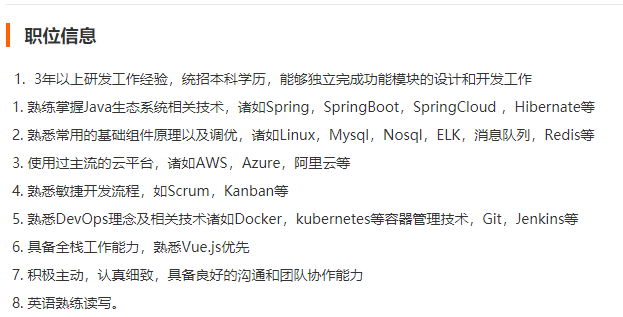 职位信息
1. 3年以上研发工作经验，统招本科学历，能够独立完成功能模块的设计和开发工作
1. 熟练掌握Java生态系统相关技术，诸如Spring，SpringBoot，SpringCloud ，Hibernate等
2. 熟悉常用的基础组件原理以及调优，诸如Linux，Mysql，Nosql，ELK，消息队列，Redis等
3. 使用过主流的云平台，诸如AWS，Azure，阿里云等
4. 熟悉敏捷开发流程，如Scrum，Kanban等
5. 熟悉DevOps理念及相关技术诸如Docker，kubernetes等容器管理技术，Git，Jenkins等
6. 具备全栈工作能力，熟悉Vue.js优先
7. 积极主动，认真细致，具备良好的沟通和团队协作能力
8. 英语熟练读写。